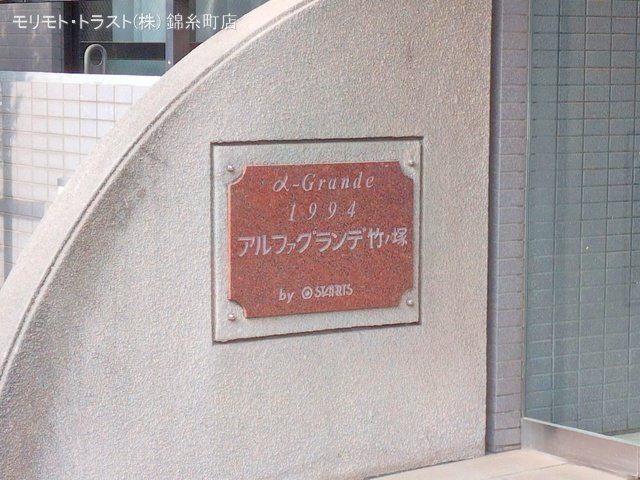 モリモト・トラスト(株) 錦糸町店
α-Grande
1994
アルファグランデ竹ノ塚
by STARTS